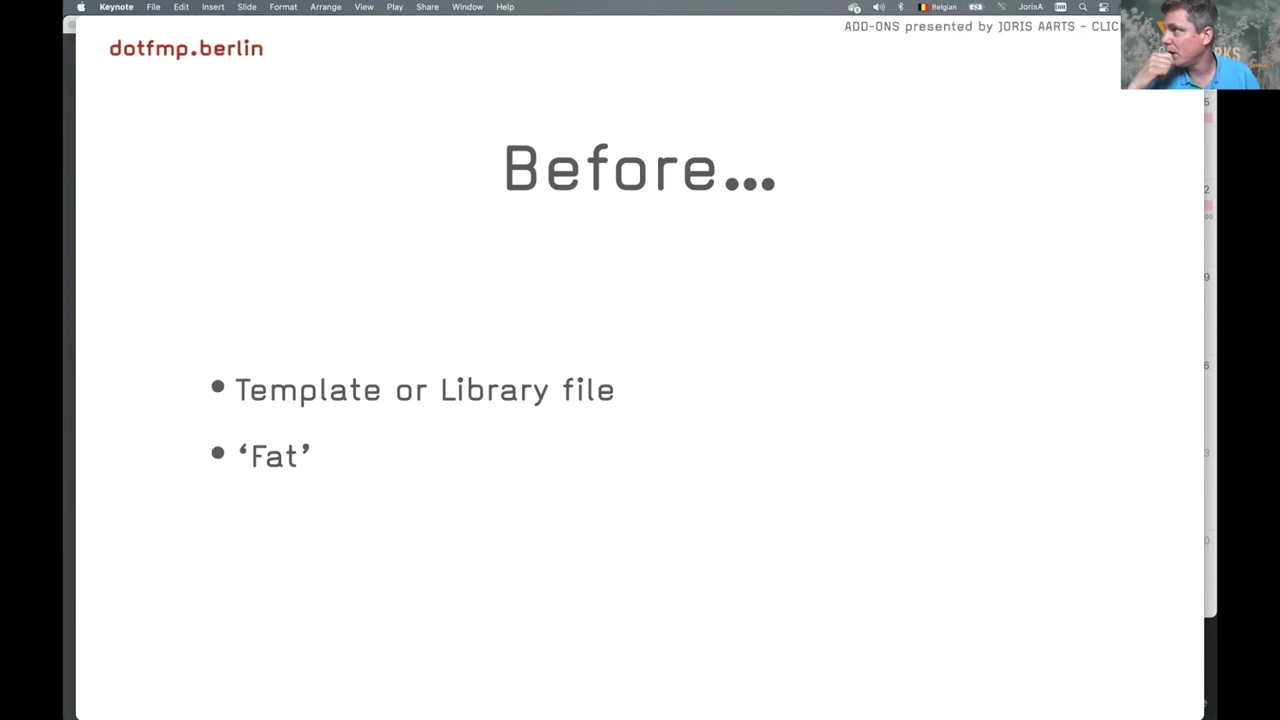 Keynote File Edit Insert Slide Format Arrange View Play Share Window Help Belgian JorisA
ADD-ONS presented by JORIS AARTS - CLIC
dotfmp.berlin
Before...
• Template or Library file
• ‘Fat’